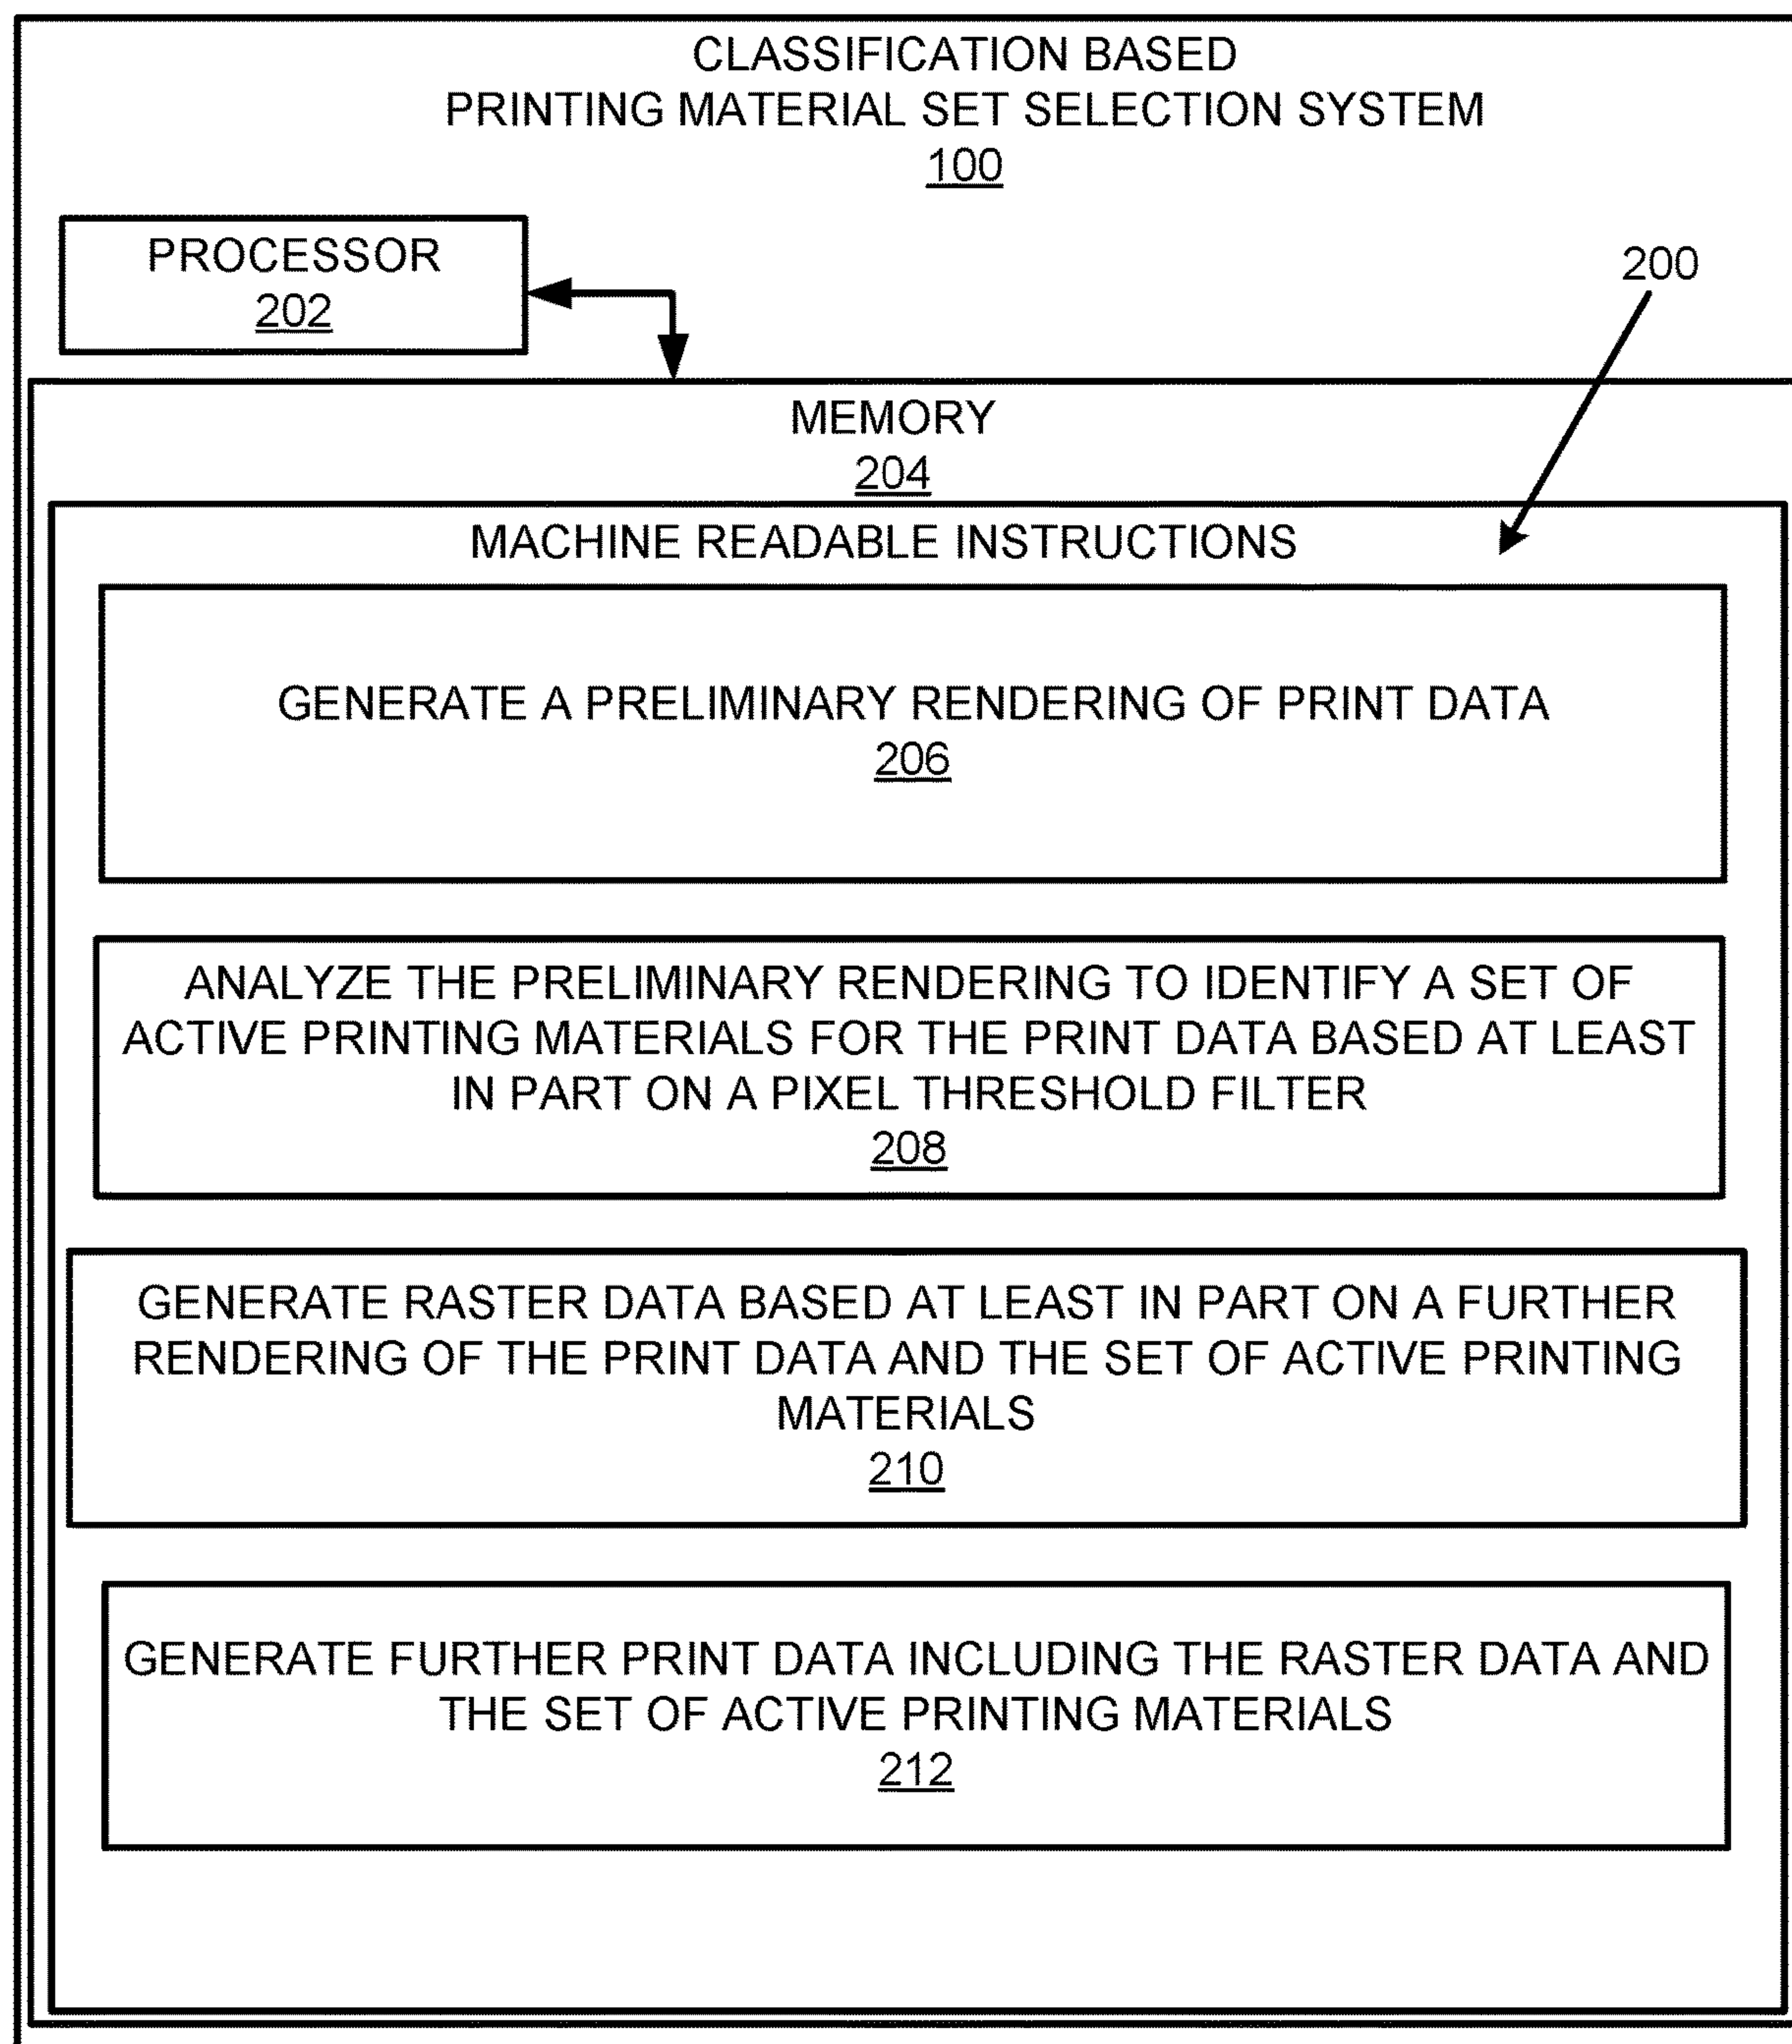 CLASSIFICATION BASED
PRINTING MATERIAL SET SELECTION SYSTEM
100
PROCESSOR
202
200
MEMORY
204
MACHINE READABLE INSTRUCTIONS
GENERATE A PRELIMINARY RENDERING OF PRINT DATA
206
ANALYZE THE PRELIMINARY RENDERING TO IDENTIFY A SET OF
ACTIVE PRINTING MATERIALS FOR THE PRINT DATA BASED AT LEAST
IN PART ON A PIXEL THRESHOLD FILTER
208
GENERATE RASTER DATA BASED AT LEAST IN PART ON A FURTHER
RENDERING OF THE PRINT DATA AND THE SET OF ACTIVE PRINTING
MATERIALS
210
GENERATE FURTHER PRINT DATA INCLUDING THE RASTER DATA AND
THE SET OF ACTIVE PRINTING MATERIALS
212